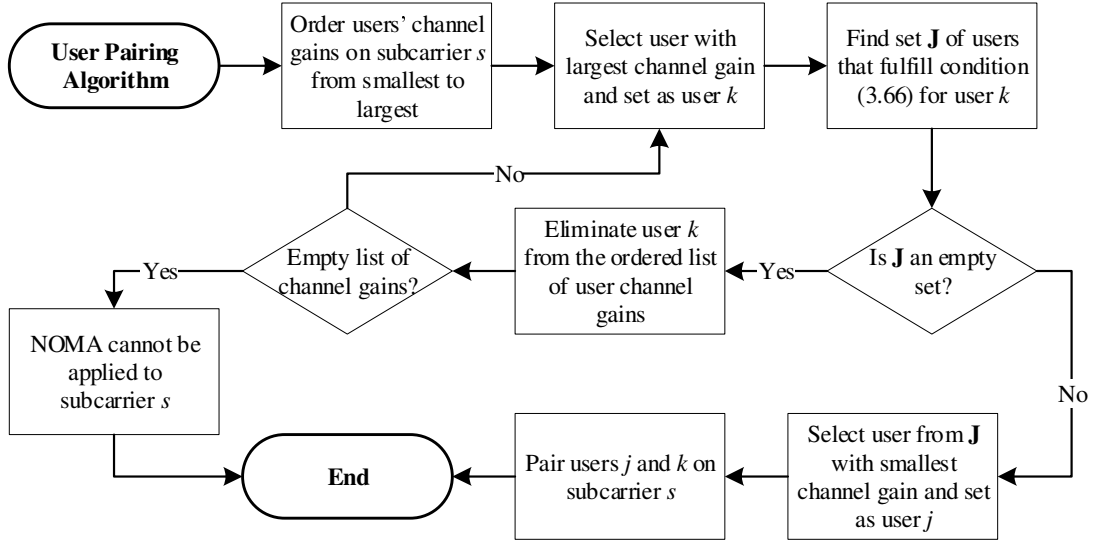 User Pairing
Algorithm
Order users' channel
gains on subcarrier s
from smallest to
largest
Select user with
largest channel gain
and set as user k
Find set J of users
that fulfill condition
(3.66) for user k
No
Empty list of
channel gains?
Eliminate user k
from the ordered list
of user channel
gains
Yes
Is J an empty
set?
Yes
NOMA cannot be
applied to
subcarrier s
No
End
Pair users j and k on
subcarrier s
Select user from J
with smallest
channel gain and set
as user j